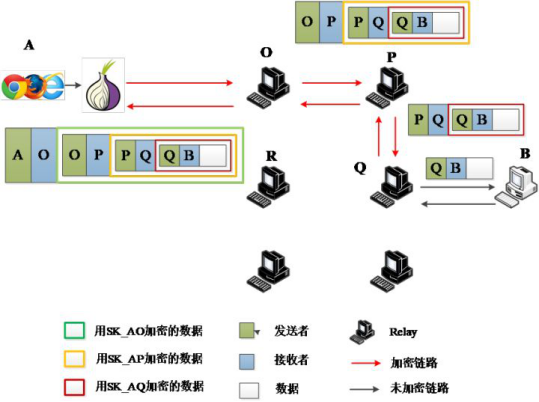 O P P Q Q B
A O P
P Q Q B
A O O P P Q Q B
R Q Q B B
用SK_AO加密的数据 发送者 Relay
用SK_AP加密的数据 接收者 加密链路
用SK_AQ加密的数据 数据 未加密链路